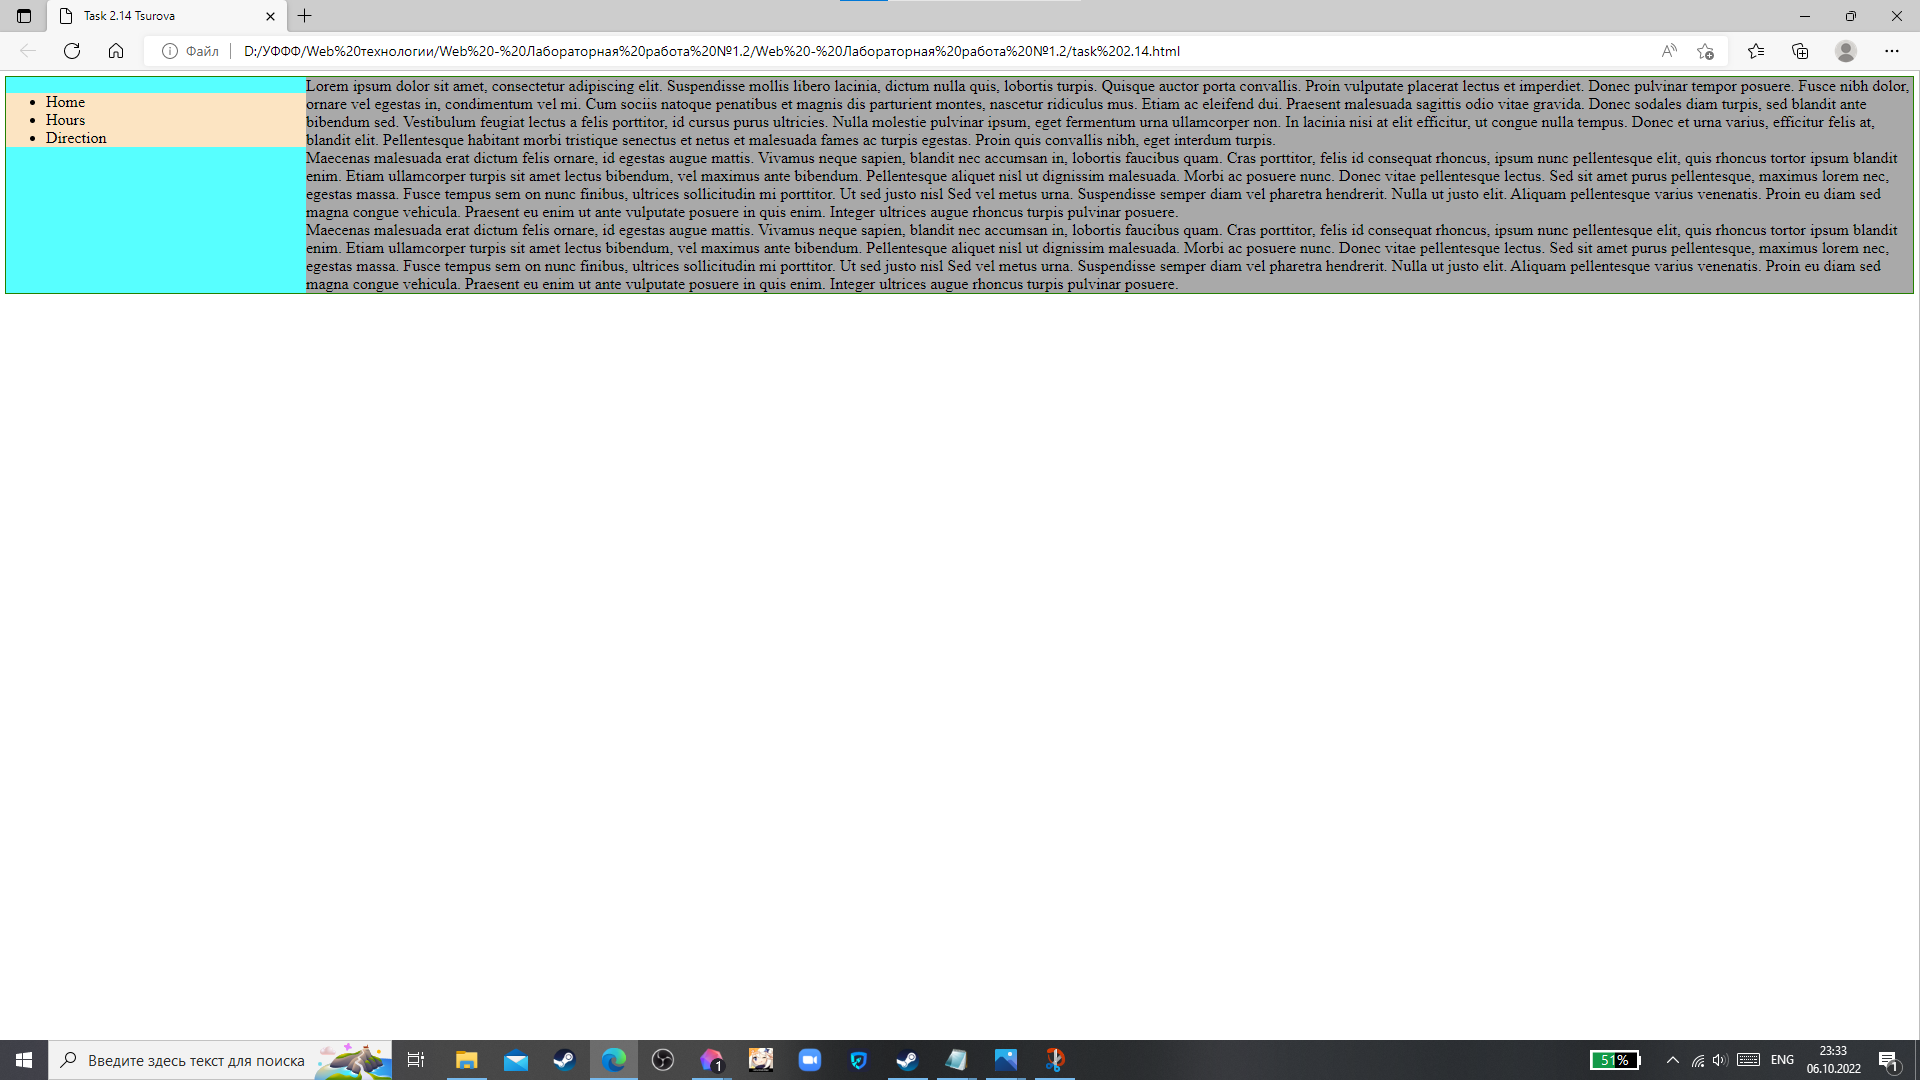 Task 2.14 Tsurova
Файл
D:/УФФФ/Web%20технологии/Web%20-%20Лабораторная%20работа%20№1.2/Web%20-%20Лабораторная%20работа%20№1.2/task%202.14.html
Home
Hours
Direction
Lorem ipsum dolor sit amet, consectetur adipiscing elit. Suspendisse mollis libero lacinia, dictum nulla quis, lobortis turpis. Quisque auctor porta convallis. Proin vulputate placerat lectus et imperdiet. Donec pulvinar tempor posuere. Fusce nibh dolor,
ornare vel egestas in, condimentum vel mi. Cum sociis natoque penatibus et magnis dis parturient montes, nascetur ridiculus mus. Etiam ac eleifend dui. Praesent malesuada sagittis odio vitae gravida. Donec sodales diam turpis, sed blandit ante
bibendum sed. Vestibulum feugiat lectus a felis porttitor, id cursus purus ultricies. Nulla molestie pulvinar ipsum, eget fermentum urna ullamcorper non. In lacinia nisi at elit efficitur, ut congue nulla tempus. Donec et urna varius, efficitur felis at,
blandit elit. Pellentesque habitant morbi tristique senectus et netus et malesuada fames ac turpis egestas. Proin quis convallis nibh, eget interdum turpis.
Maecenas malesuada erat dictum felis ornare, id egestas augue mattis. Vivamus neque sapien, blandit nec accumsan in, lobortis faucibus quam. Cras porttitor, felis id consequat rhoncus, ipsum nunc pellentesque elit, quis rhoncus tortor ipsum blandit
enim. Etiam ullamcorper turpis sit amet lectus bibendum, vel maximus ante bibendum. Pellentesque aliquet nisl ut dignissim malesuada. Morbi ac posuere nunc. Donec vitae pellentesque lectus. Sed sit amet purus pellentesque, maximus lorem nec,
egestas massa. Fusce tempus sem on nunc finibus, ultrices sollicitudin mi porttitor. Ut sed justo nisl Sed vel metus urna. Suspendisse semper diam vel pharetra hendrerit. Nulla ut justo elit. Aliquam pellentesque varius venenatis. Proin eu diam sed
magna congue vehicula. Praesent eu enim ut ante vulputate posuere in quis enim. Integer ultrices augue rhoncus turpis pulvinar posuere.
Maecenas malesuada erat dictum felis ornare, id egestas augue mattis. Vivamus neque sapien, blandit nec accumsan in, lobortis faucibus quam. Cras porttitor, felis id consequat rhoncus, ipsum nunc pellentesque elit, quis rhoncus tortor ipsum blandit
enim. Etiam ullamcorper turpis sit amet lectus bibendum, vel maximus ante bibendum. Pellentesque aliquet nisl ut dignissim malesuada. Morbi ac posuere nunc. Donec vitae pellentesque lectus. Sed sit amet purus pellentesque, maximus lorem nec,
egestas massa. Fusce tempus sem on nunc finibus, ultrices sollicitudin mi porttitor. Ut sed justo nisl Sed vel metus urna. Suspendisse semper diam vel pharetra hendrerit. Nulla ut justo elit. Aliquam pellentesque varius venenatis. Proin eu diam sed
magna congue vehicula. Praesent eu enim ut ante vulputate posuere in quis enim. Integer ultrices augue rhoncus turpis pulvinar posuere.
Введите здесь текст для поиска
1
51%
ENG
23:33
06.10.2022
1